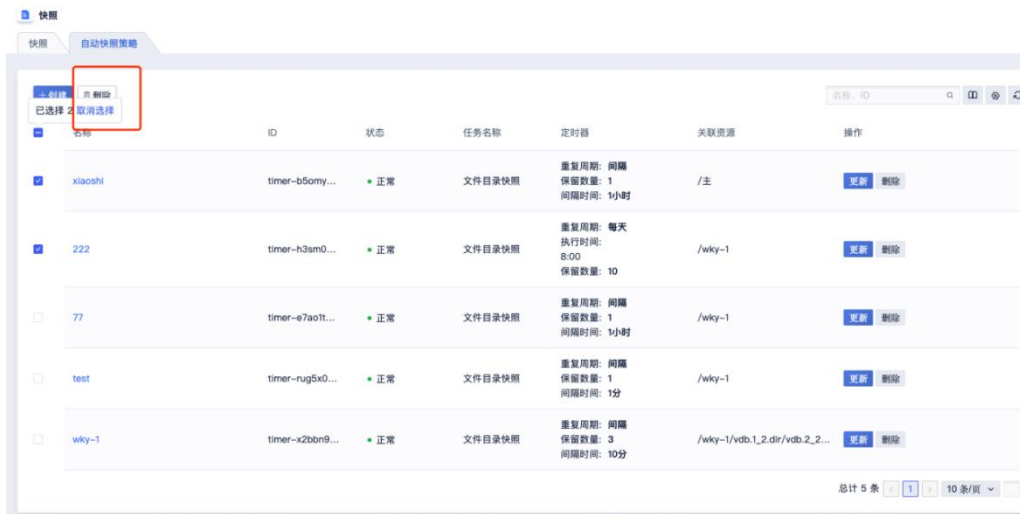 快照
快照 自动快照策略
+创建 删除 名称、ID
已选择 2 取消选择
名称 ID 状态 任务名称 定时器 关联资源 操作
xiaoshi timer-b5omy... 正常 文件目录快照 重复周期: 间隔 /主 更新 删除
保留数量: 1
间隔时间: 1小时
222 timer-h3sm0... 正常 文件目录快照 重复周期: 每天 /wky-1 更新 删除
执行时间:
8:00
保留数量: 10
77 timer-e7ao1t... 正常 文件目录快照 重复周期: 间隔 /wky-1 更新 删除
保留数量: 1
间隔时间: 1小时
test timer-rug5x0... 正常 文件目录快照 重复周期: 间隔 /wky-1 更新 删除
保留数量: 1
间隔时间: 1分
wky-1 timer-x2bbn9... 正常 文件目录快照 重复周期: 间隔 /wky-1/vdb.1_2.dir/vdb.2_2... 更新 删除
保留数量: 3
间隔时间: 10分
总计 5 条 1 10 条/页